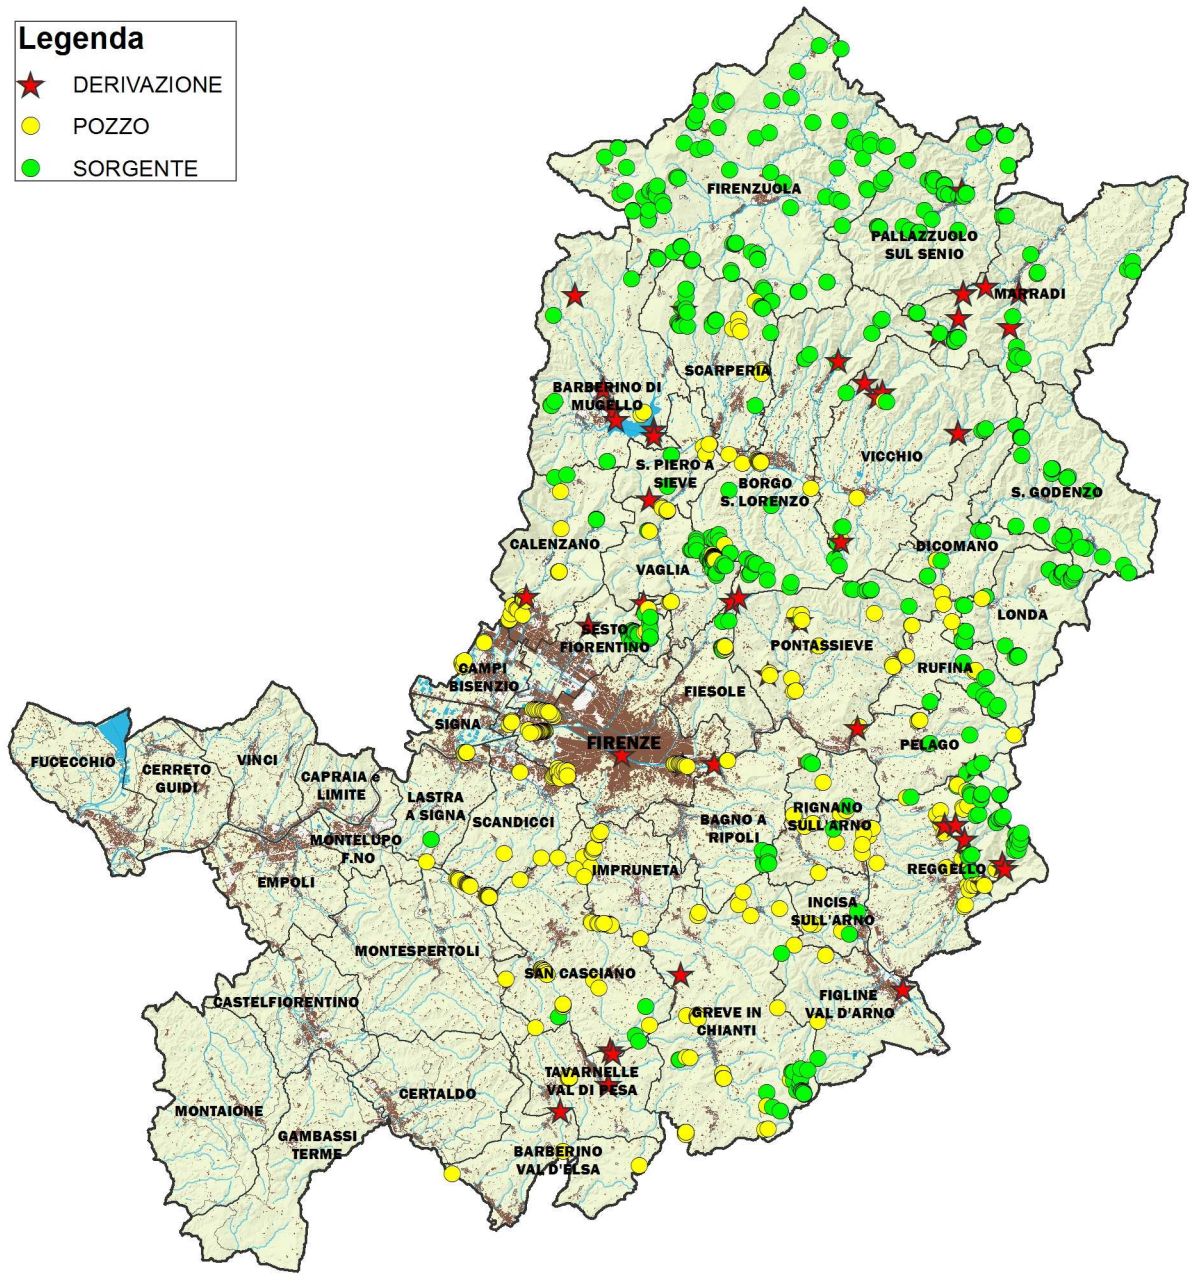 Legenda
DERIVAZIONE
POZZO
SORGENTE
FIRENZUOLA
PALLAZZUOLO
SUL SENIO
MARRADI
SCARPERIA
BARBERINO DI
MUGELLO
VICCHIO
S. PIERO A
SIEVE
BORGO
S. LORENZO
S. GODENZO
CALENZANO
DICOMANO
VAGLIA
LONDA
SESTO
FIORENTINO
PONTASSIEVE
RUFINA
CAMPI
BISENZIO
FIESOLE
SIGNA
FIRENZE
PELAGO
FUCECCHIO
CERRETO
GUIDI
VINCI
CAPRAIA e
LIMITE
LASTRA
A SIGNA
SCANDICCI
BAGNO A
RIPOLI
RIGNANO
SULL'ARNO
MONTELUPO
F.NO
EMPOLI
IMPRUNETA
REGGELLO
INCISA
SULL'ARNO
MONTESPERTOLI
SAN CASCIANO
CASTELFIORENTINO
GREVE IN
CHIANTI
FIGLINE
VAL D'ARNO
TAVARNELLE
VAL DI PESA
CERTALDO
MONTAIONE
GAMBASSI
TERME
BARBERINO
VAL D'ELSA